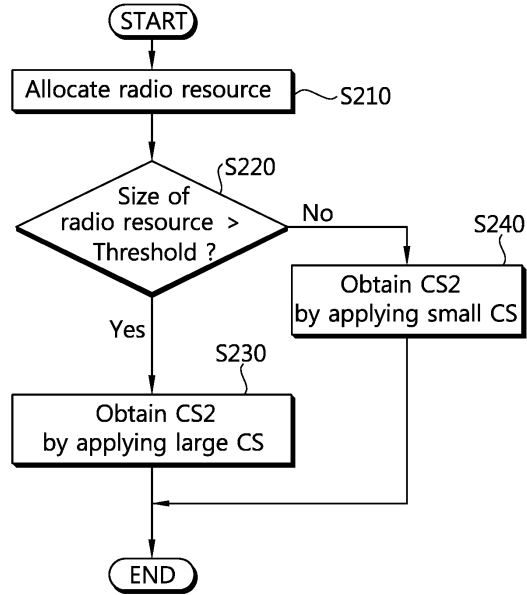 START
Allocate radio resource
S210
S220
Size of
radio resource >
Threshold ?
No
S240
Obtain CS2
by applying small CS
Yes
S230
Obtain CS2
by applying large CS
END